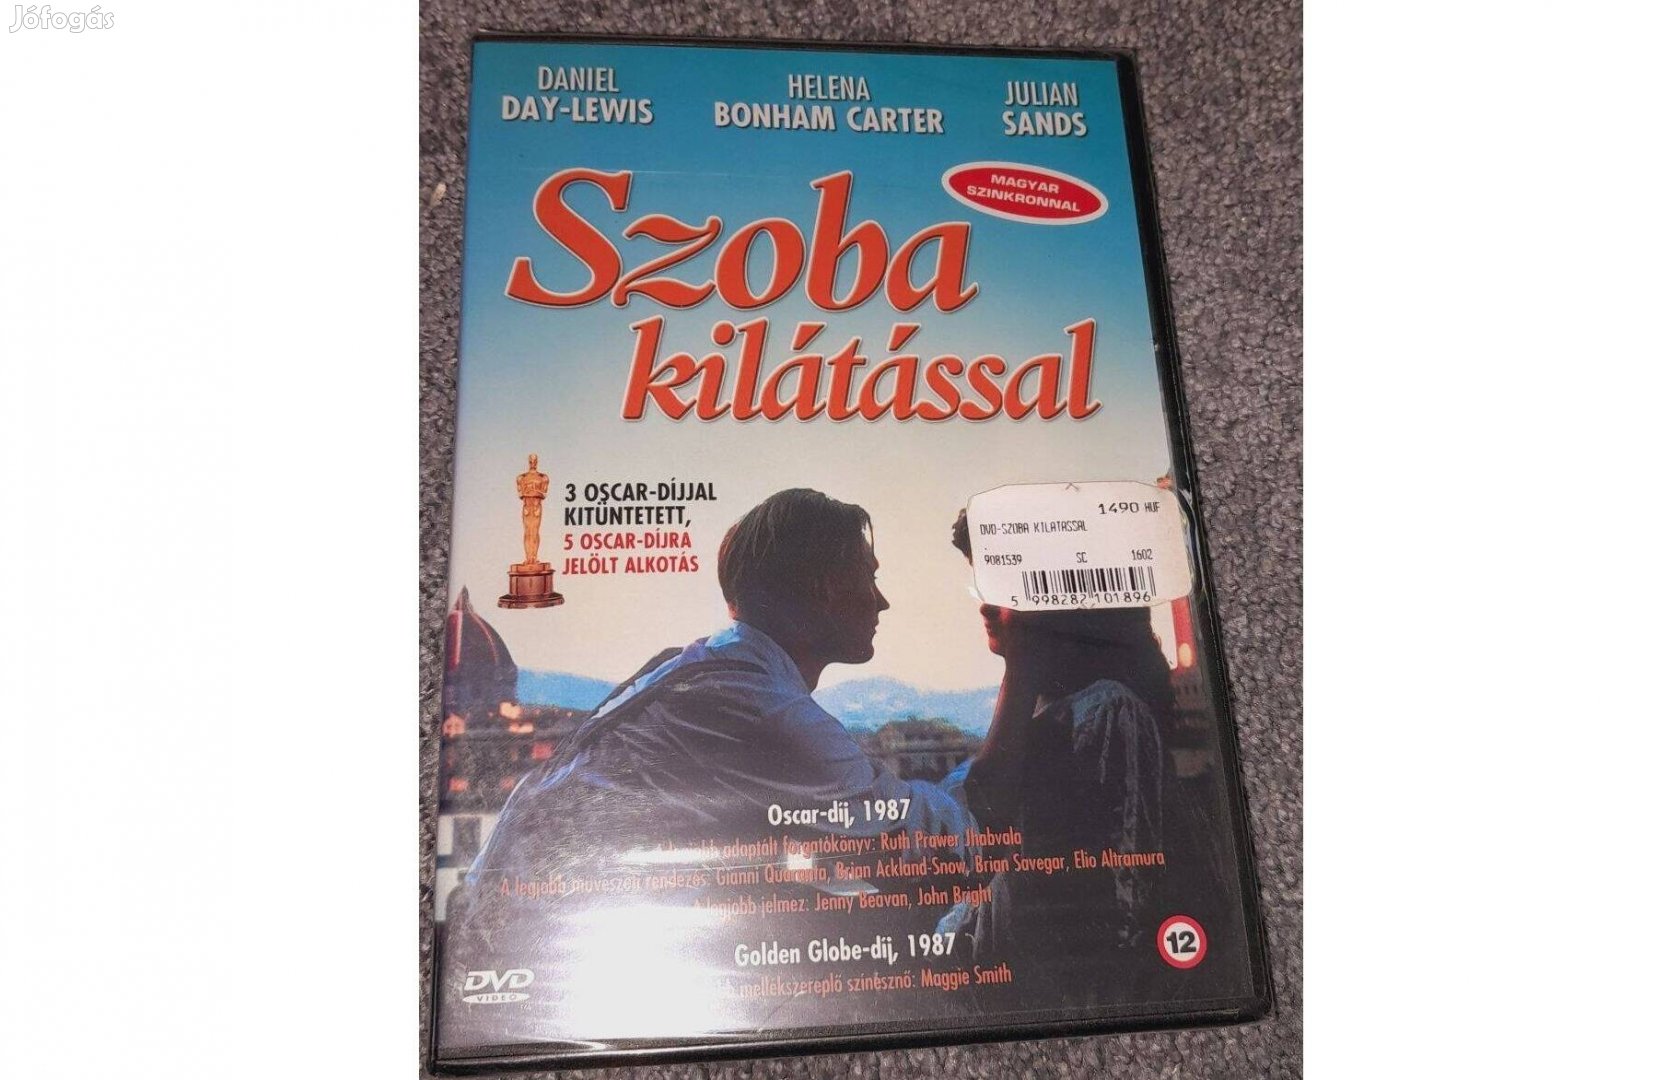 Jófogás
DANIEL
DAY-LEWIS
HELENA
BONHAM CARTER
JULIAN
SANDS
MAGYAR
SZINKRONNAL
Szoba
kilátással
3 OSCAR-DÍJJAL
KITÜNTETETT,
5 OSCAR-DÍJRA
JELÖLT ALKOTÁS
1490 HUF
DVD-SZOBA KILATASSAL
9081539 SC 1602
5 998282 101896
Oscar-díj, 1987
adaptált forgatókönyv: Ruth Prawer Jhabvala
A legjobb művészeti rendezés: Gianni Quaranta, Brian Ackland-Snow, Brian Savegar, Elio Altramura
legjobb jelmez: Jenny Beavan, John Bright
Golden Globe-díj, 1987
mellékszereplő színésznő: Maggie Smith
12
DVD
VIDEO